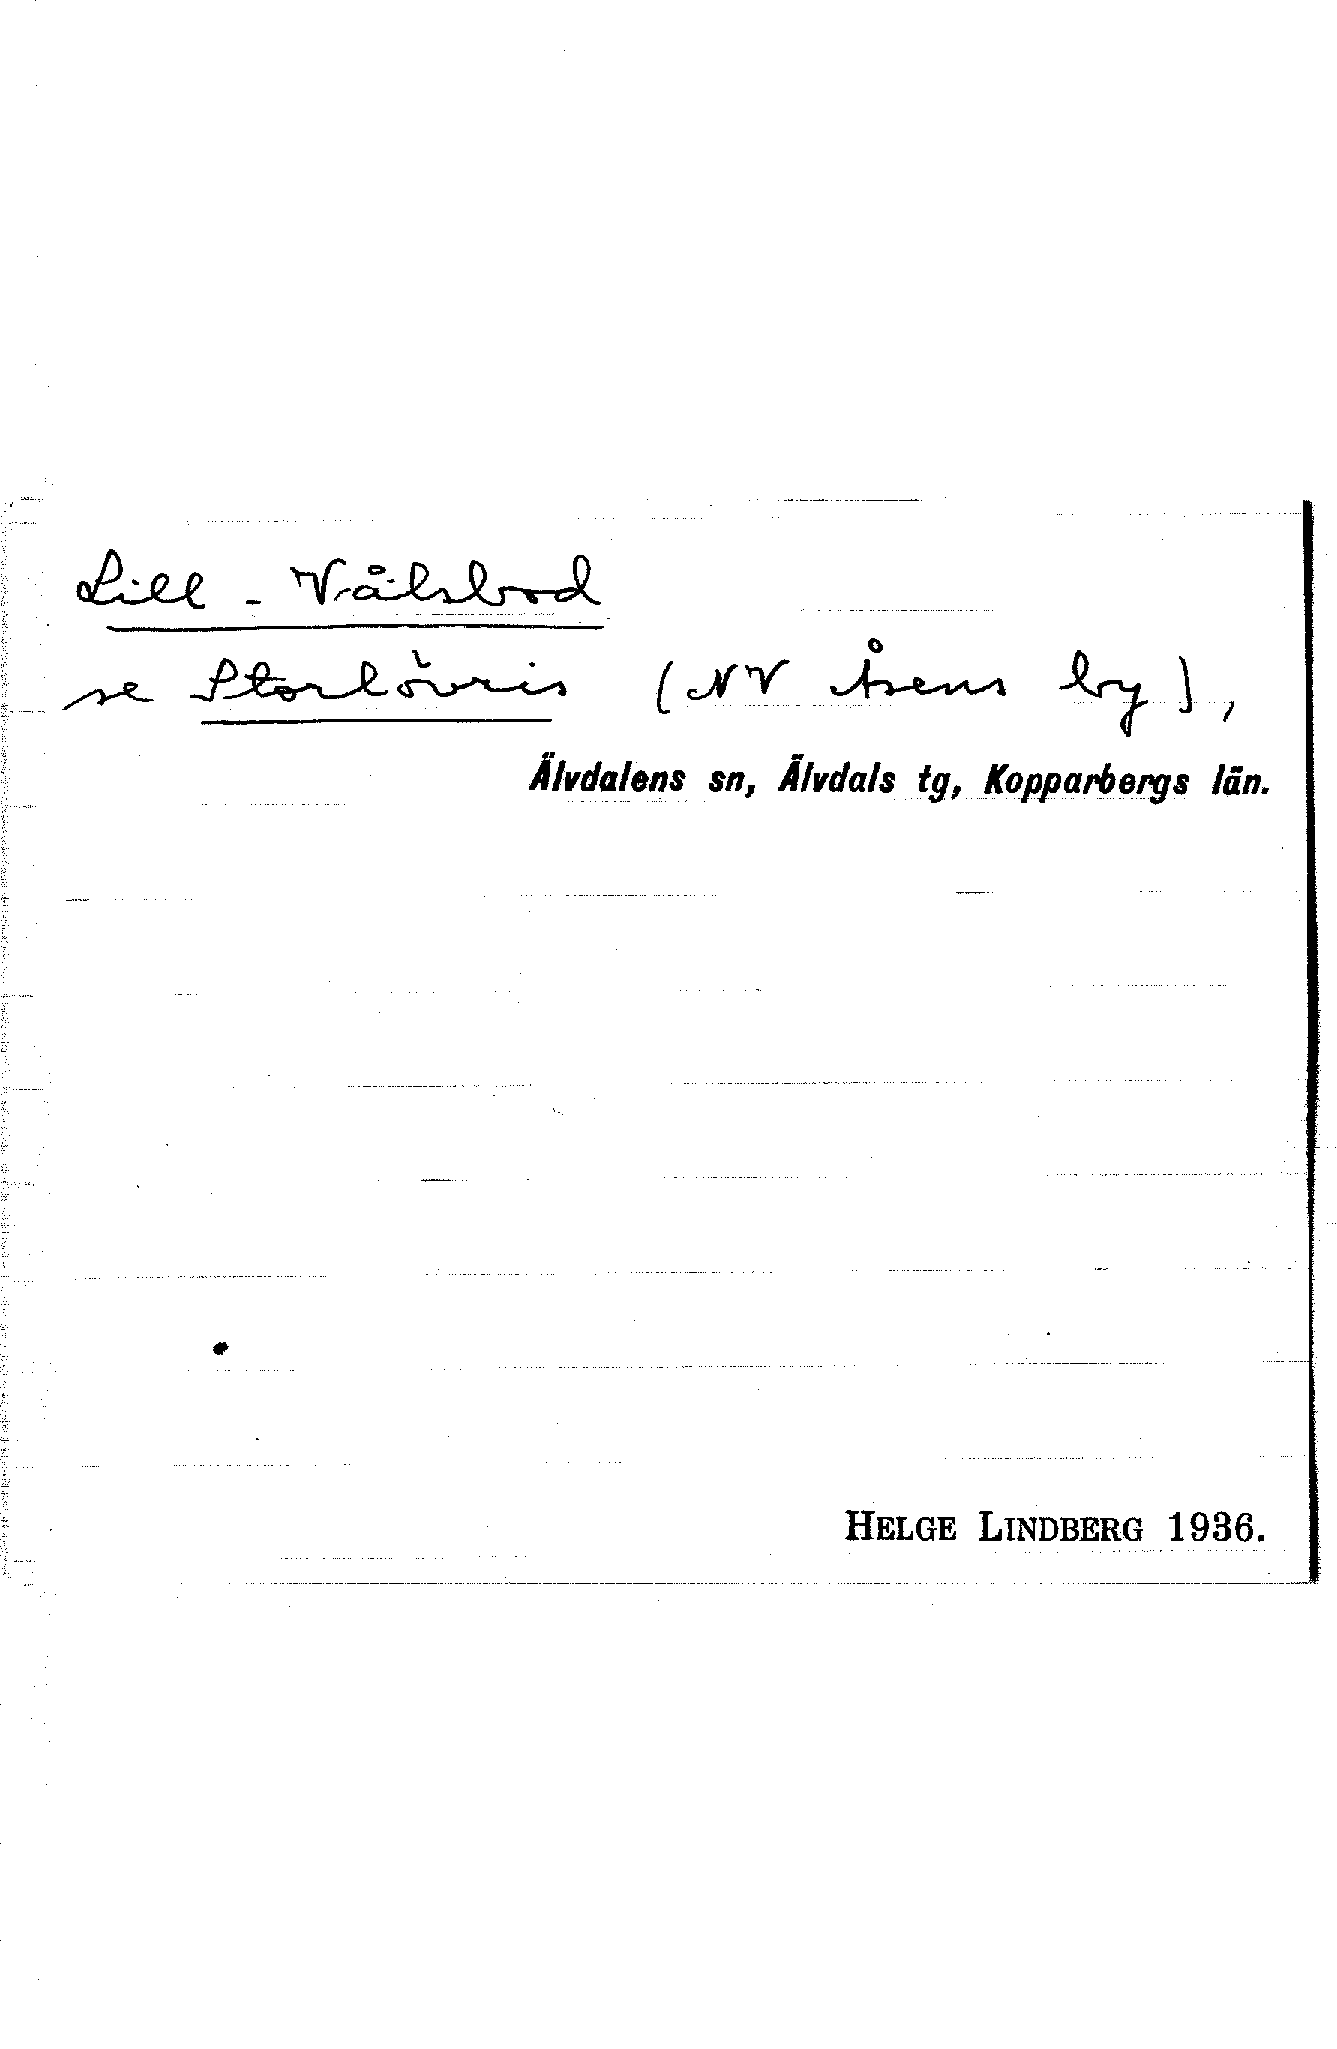 Lill-Vålsbod
se Storlövris (NV Åsens by),
Älvdalens sn, Älvdals tg, Kopparbergs län.
HELGE LINDBERG 1936.